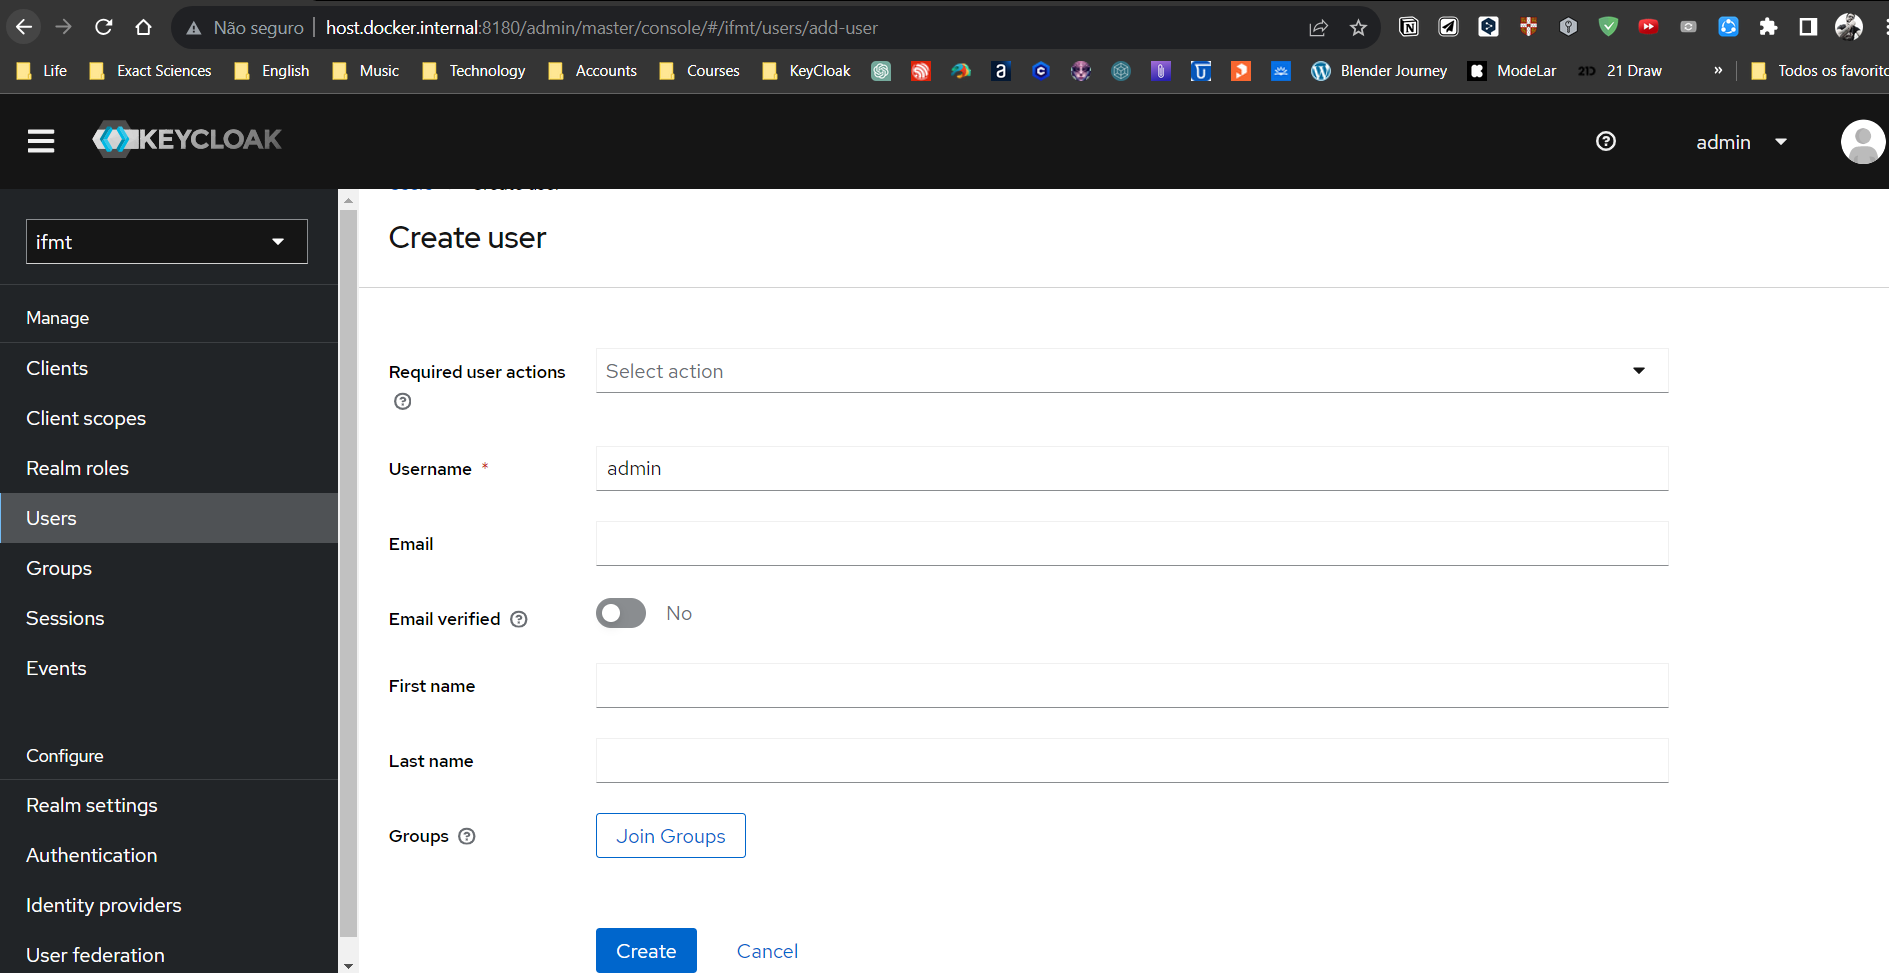 Não seguro | host.docker.internal:8180/admin/master/console/#/ifmt/users/add-user
Life Exact Sciences English Music Technology Accounts Courses KeyCloak Blender Journey ModeLar 21D 21 Draw » Todos os favorito
KEYCLOAK admin
ifmt
Manage
Clients
Client scopes
Realm roles
Users
Groups
Sessions
Events
Configure
Realm settings
Authentication
Identity providers
User federation
Create user
Required user actions Select action
Username * admin
Email
Email verified No
First name
Last name
Groups Join Groups
Create Cancel